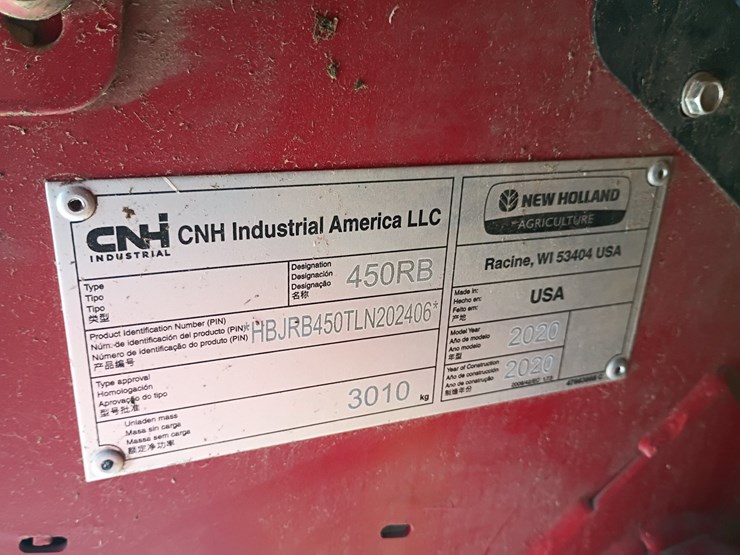 CNH
INDUSTRIAL
CNH Industrial America LLC
Type
Tipo
Tipo
类型
Designation
Designación
Designação
名称
450RB
Product Identification Number (PIN)
Núm. de identificación del producto (PIN)
Número de identificação do produto (PIN)
产品编号
*HBJRB450TLN202406*
Type approval
Homologación
Aprovação do tipo
型号批准
Unladen mass
Masa sin carga
Massa sem carga
额定净功率
3010 kg
NEW HOLLAND
AGRICULTURE
Racine, WI 53404 USA
Made in:
Hecho en:
Feito em:
产地
USA
Model Year
Año de modelo
Ano modelo
年型
2020
Year of Construction
Año de construcción
Ano de construção
制造年份
2020